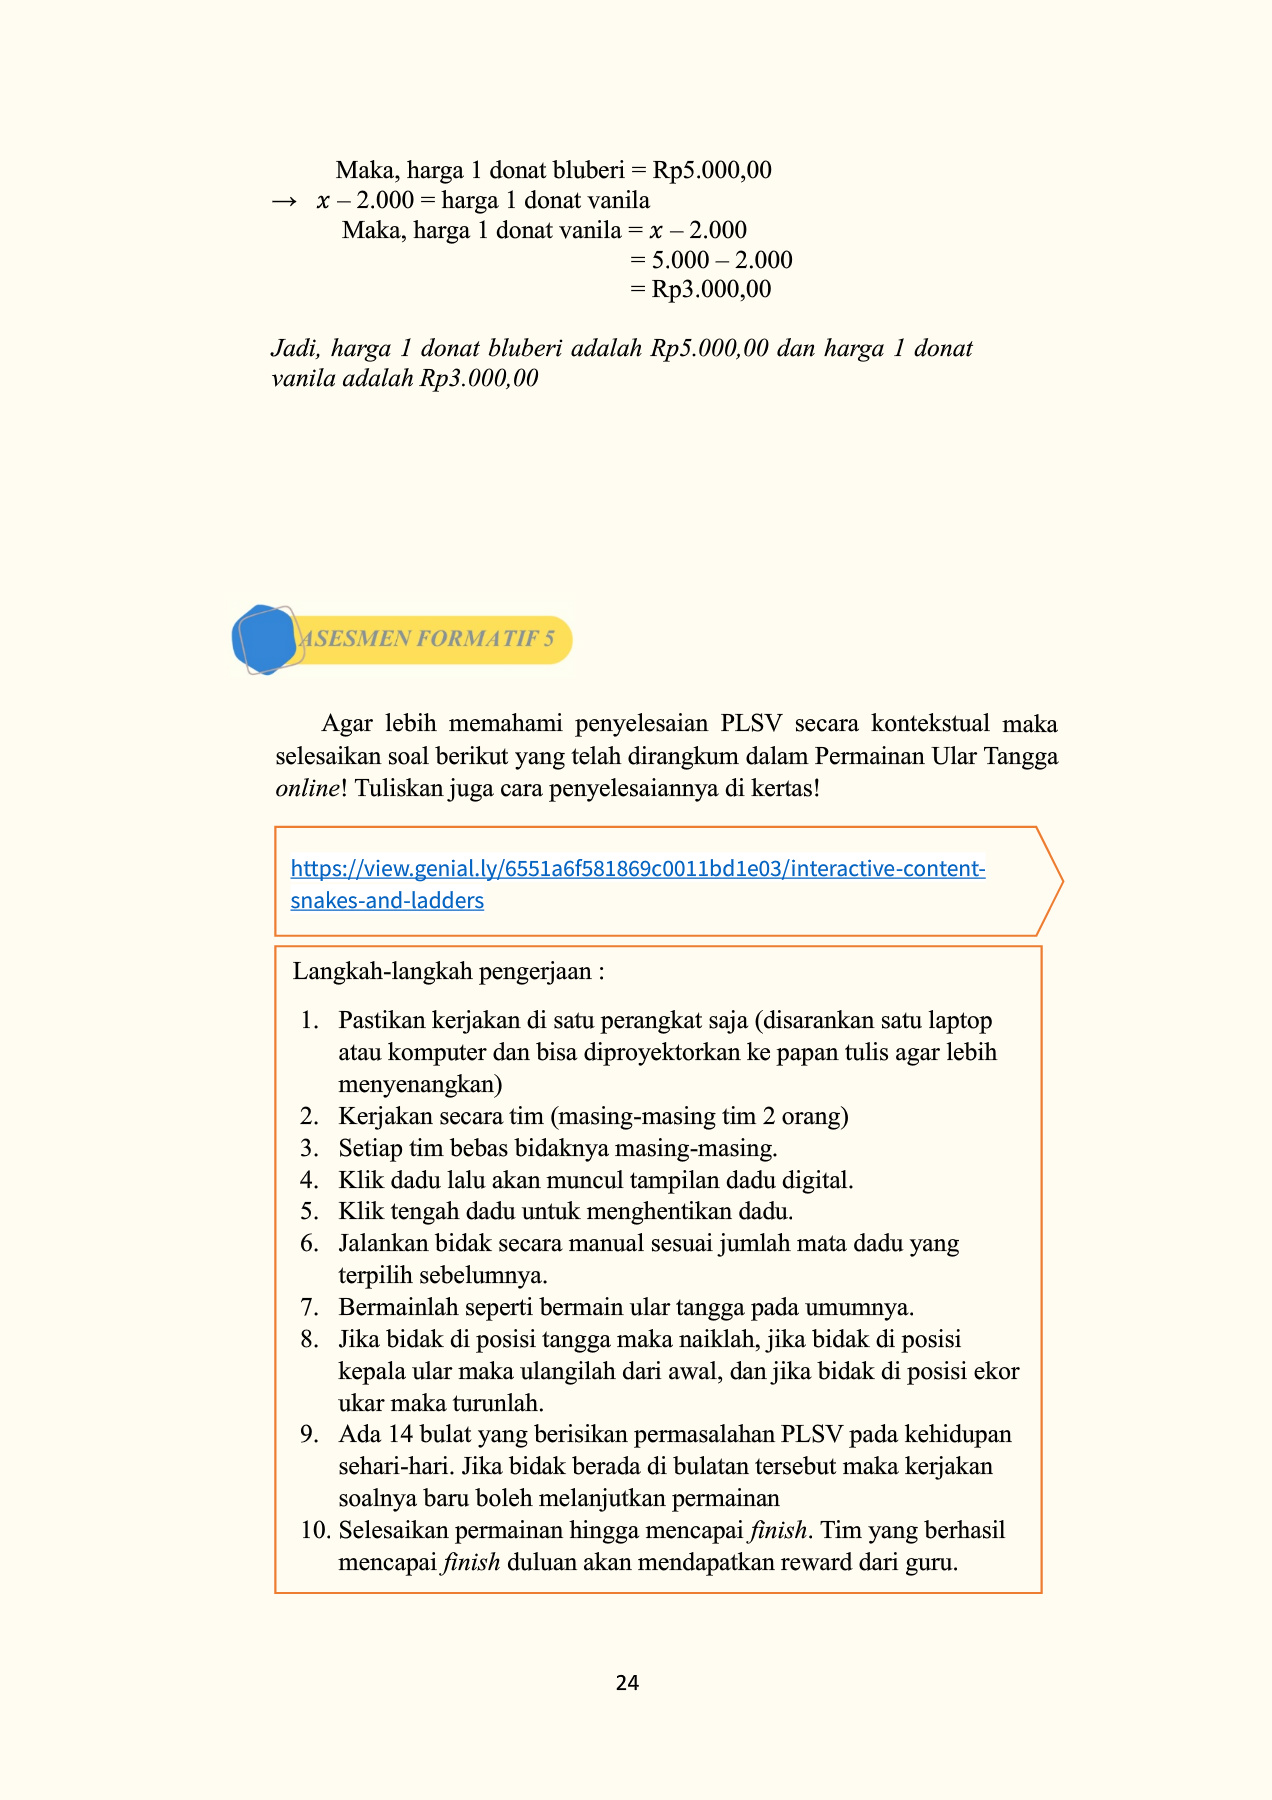 Maka, harga 1 donat bluberi = Rp5.000,00
→ x – 2.000 = harga 1 donat vanila
Maka, harga 1 donat vanila = x – 2.000
= 5.000 – 2.000
= Rp3.000,00
Jadi, harga 1 donat bluberi adalah Rp5.000,00 dan harga 1 donat
vanila adalah Rp3.000,00
ASESMEN FORMATIF 5
Agar lebih memahami penyelesaian PLSV secara kontekstual maka
selesaikan soal berikut yang telah dirangkum dalam Permainan Ular Tangga
online! Tuliskan juga cara penyelesaiannya di kertas!
https://view.genial.ly/6551a6f581869c0011bd1e03/interactive-content-
snakes-and-ladders
Langkah-langkah pengerjaan :
1. Pastikan kerjakan di satu perangkat saja (disarankan satu laptop
atau komputer dan bisa diproyektorkan ke papan tulis agar lebih
menyenangkan)
2. Kerjakan secara tim (masing-masing tim 2 orang)
3. Setiap tim bebas bidaknya masing-masing.
4. Klik dadu lalu akan muncul tampilan dadu digital.
5. Klik tengah dadu untuk menghentikan dadu.
6. Jalankan bidak secara manual sesuai jumlah mata dadu yang
terpilih sebelumnya.
7. Bermainlah seperti bermain ular tangga pada umumnya.
8. Jika bidak di posisi tangga maka naiklah, jika bidak di posisi
kepala ular maka ulangilah dari awal, dan jika bidak di posisi ekor
ukar maka turunlah.
9. Ada 14 bulat yang berisikan permasalahan PLSV pada kehidupan
sehari-hari. Jika bidak berada di bulatan tersebut maka kerjakan
soalnya baru boleh melanjutkan permainan
10. Selesaikan permainan hingga mencapai finish. Tim yang berhasil
mencapai finish duluan akan mendapatkan reward dari guru.
24